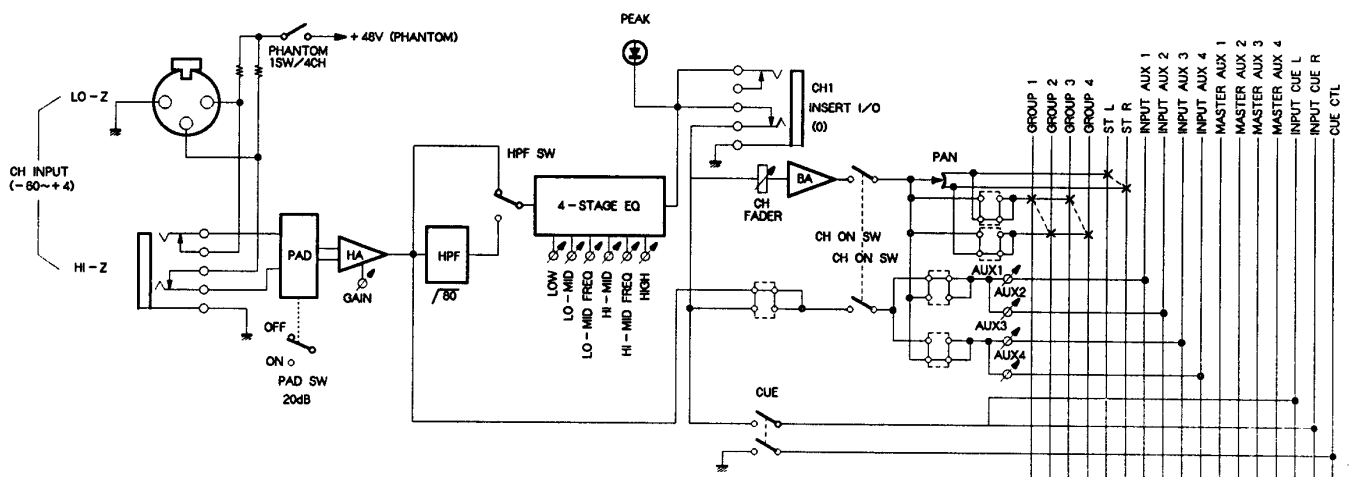 PEAK
+ 48V (PHANTOM)
PHANTOM
1SW/4CH
LO-Z
CH INPUT
(-60~+4)
HI-Z
PAD
HA
GAIN
OFF
ON
PAD SW
20dB
HPF
80
HPF SW
4-STAGE EQ
LOW
LO-MID
LO-MID FREQ
HI-MID
HI-MID FREQ
HIGH
CH1
INSERT I/O
(0)
CH
FADER
BA
CH ON SW
CH ON SW
PAN
AUX1
AUX2
AUX3
AUX4
CUE
GROUP 1
GROUP 2
GROUP 3
GROUP 4
ST L
ST R
INPUT AUX 1
INPUT AUX 2
INPUT AUX 3
INPUT AUX 4
MASTER AUX 1
MASTER AUX 2
MASTER AUX 3
MASTER AUX 4
INPUT CUE L
INPUT CUE R
CUE CTL